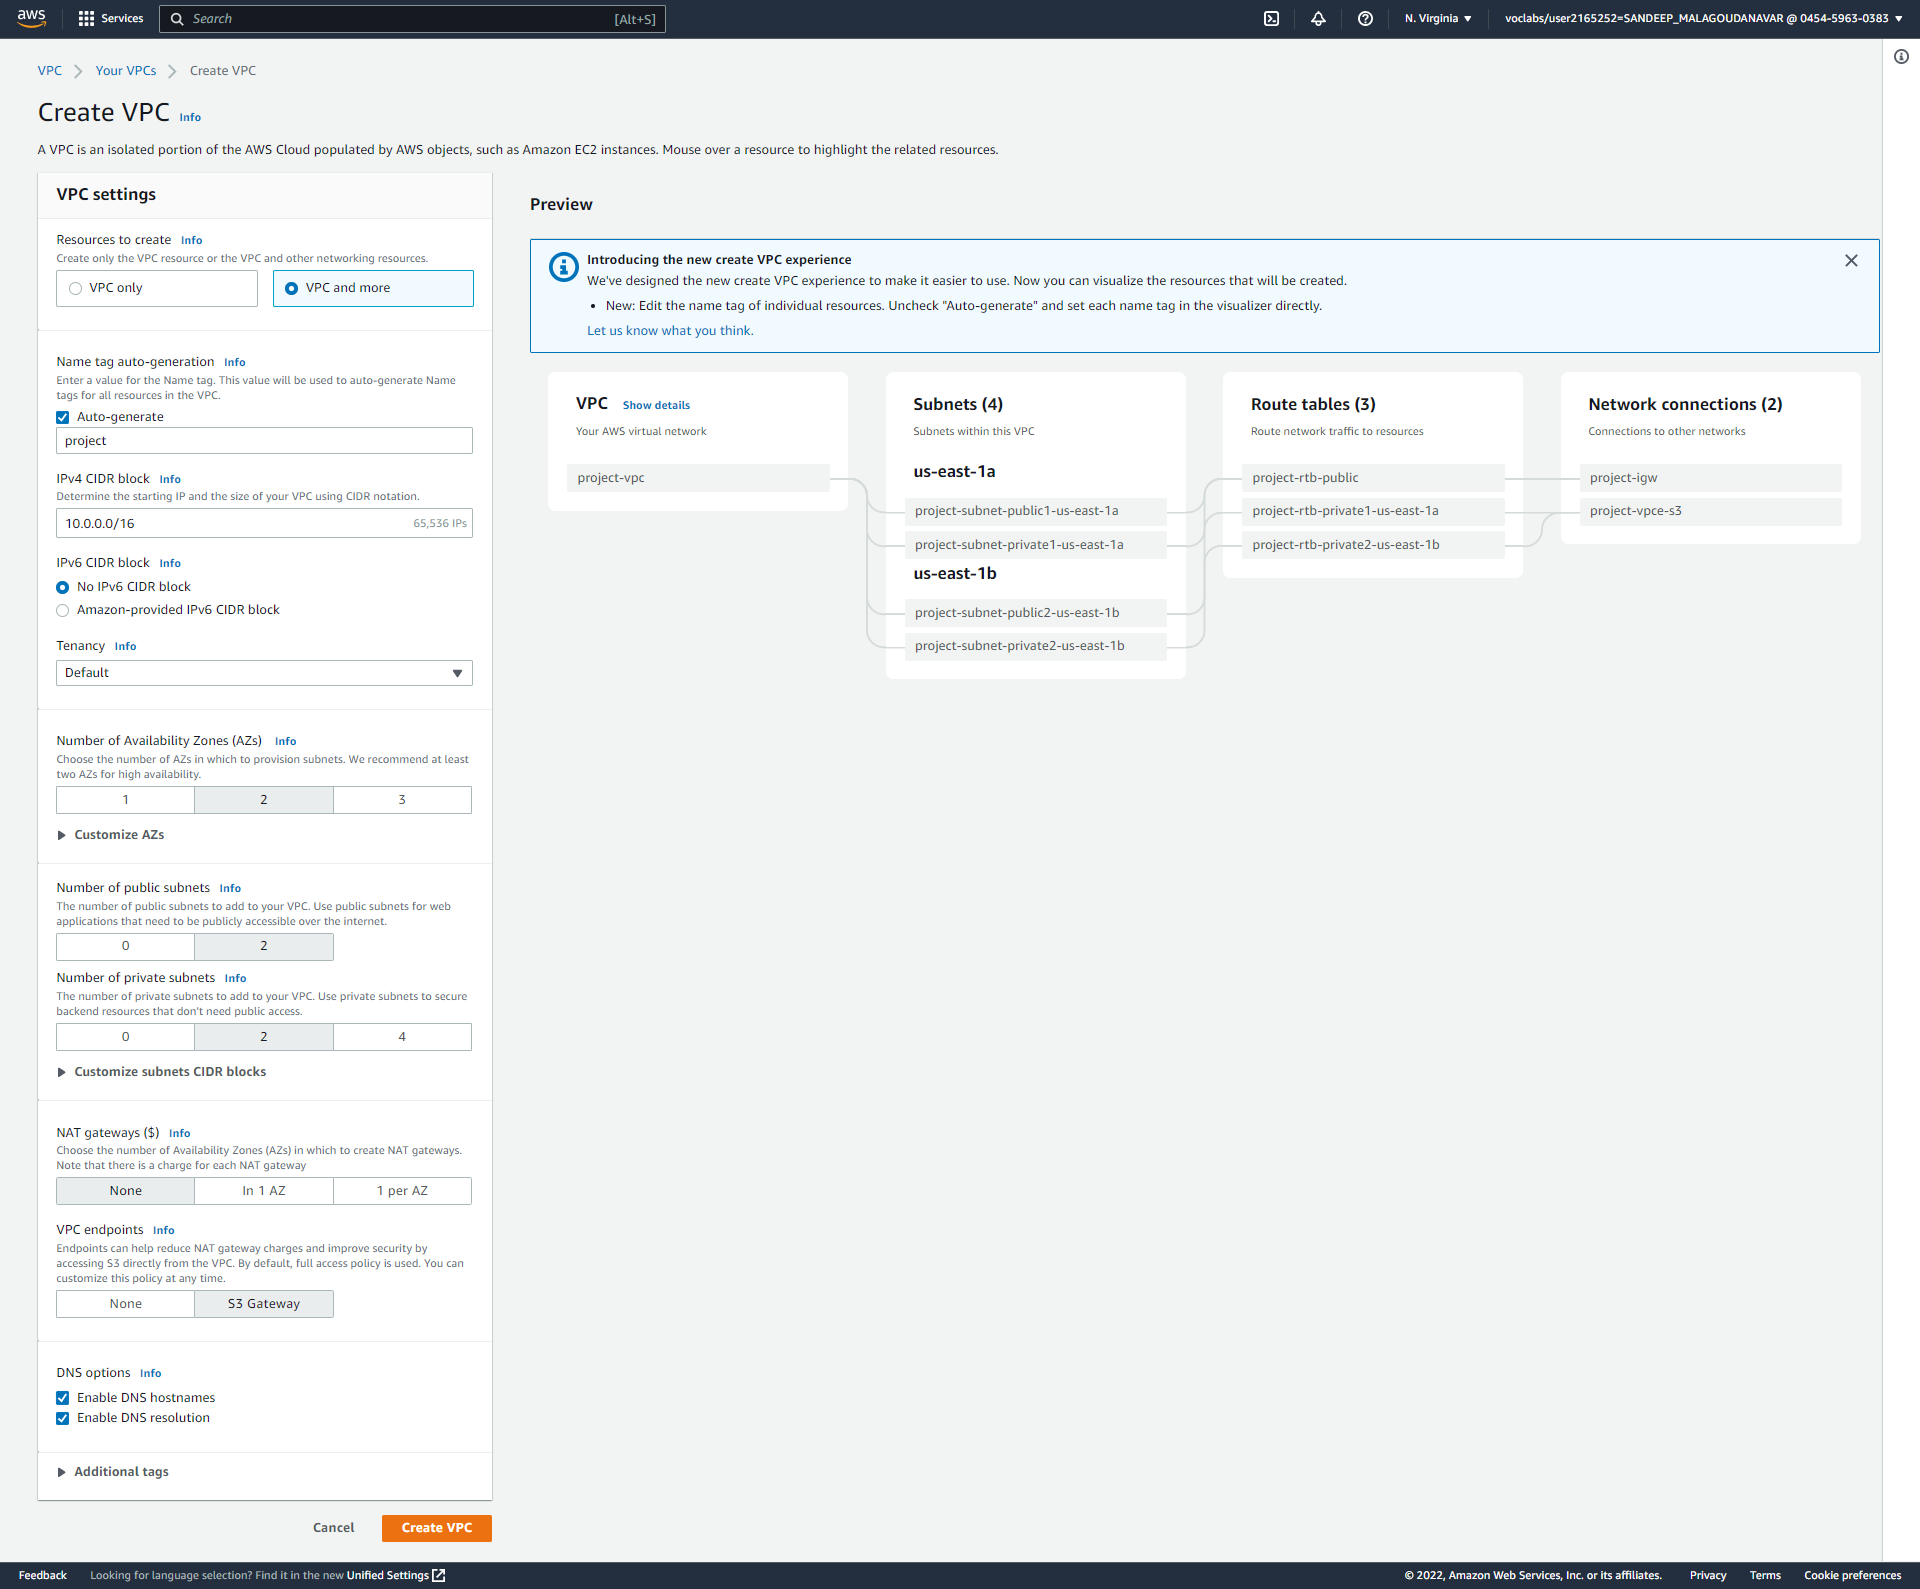 aws
Services
Search
[Alt+S]
N. Virginia
voclabs/user2165252=SANDEEP_MALAGOUDANAVAR @ 0454-5963-0383
VPC
Your VPCs
Create VPC
Create VPC Info
A VPC is an isolated portion of the AWS Cloud populated by AWS objects, such as Amazon EC2 instances. Mouse over a resource to highlight the related resources.
VPC settings
Resources to create Info
Create only the VPC resource or the VPC and other networking resources.
VPC only
VPC and more
Name tag auto-generation Info
Enter a value for the Name tag. This value will be used to auto-generate Name
tags for all resources in the VPC.
Auto-generate
project
IPv4 CIDR block Info
Determine the starting IP and the size of your VPC using CIDR notation.
10.0.0.0/16
65,536 IPs
IPv6 CIDR block Info
No IPv6 CIDR block
Amazon-provided IPv6 CIDR block
Tenancy Info
Default
Number of Availability Zones (AZs) Info
Choose the number of AZs in which to provision subnets. We recommend at least
two AZs for high availability.
1
2
3
Customize AZs
Number of public subnets Info
The number of public subnets to add to your VPC. Use public subnets for web
applications that need to be publicly accessible over the internet.
0
2
Number of private subnets Info
The number of private subnets to add to your VPC. Use private subnets to secure
backend resources that don't need public access.
0
2
4
Customize subnets CIDR blocks
NAT gateways ($) Info
Choose the number of Availability Zones (AZs) in which to create NAT gateways.
Note that there is a charge for each NAT gateway
None
In 1 AZ
1 per AZ
VPC endpoints Info
Endpoints can help reduce NAT gateway charges and improve security by
accessing S3 directly from the VPC. By default, full access policy is used. You can
customize this policy at any time.
None
S3 Gateway
DNS options Info
Enable DNS hostnames
Enable DNS resolution
Additional tags
Cancel
Create VPC
Preview
Introducing the new create VPC experience
We've designed the new create VPC experience to make it easier to use. Now you can visualize the resources that will be created.
• New: Edit the name tag of individual resources. Uncheck "Auto-generate" and set each name tag in the visualizer directly.
Let us know what you think.
VPC Show details
Your AWS virtual network
project-vpc
Subnets (4)
Subnets within this VPC
us-east-1a
project-subnet-public1-us-east-1a
project-subnet-private1-us-east-1a
us-east-1b
project-subnet-public2-us-east-1b
project-subnet-private2-us-east-1b
Route tables (3)
Route network traffic to resources
project-rtb-public
project-rtb-private1-us-east-1a
project-rtb-private2-us-east-1b
Network connections (2)
Connections to other networks
project-igw
project-vpce-s3
Feedback
Looking for language selection? Find it in the new Unified Settings
© 2022, Amazon Web Services, Inc. or its affiliates.
Privacy
Terms
Cookie preferences